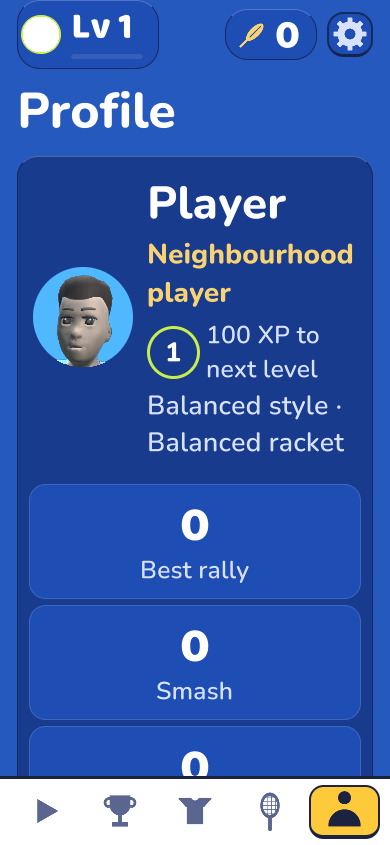 Lv 1
0
Profile
Player
Neighbourhood
player
1
100 XP to
next level
Balanced style ·
Balanced racket
0
Best rally
0
Smash
0